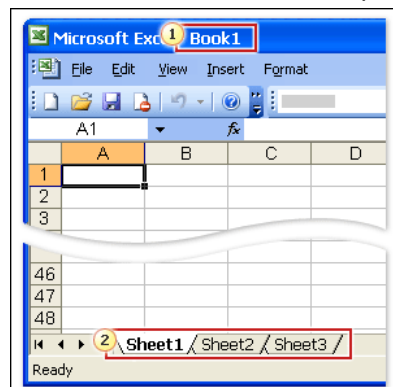 Microsoft Exc 1 Book1
File Edit View Insert Format
A1 fx
A B C D
1
2
3
46
47
48
2 Sheet1 Sheet2 Sheet3
Ready